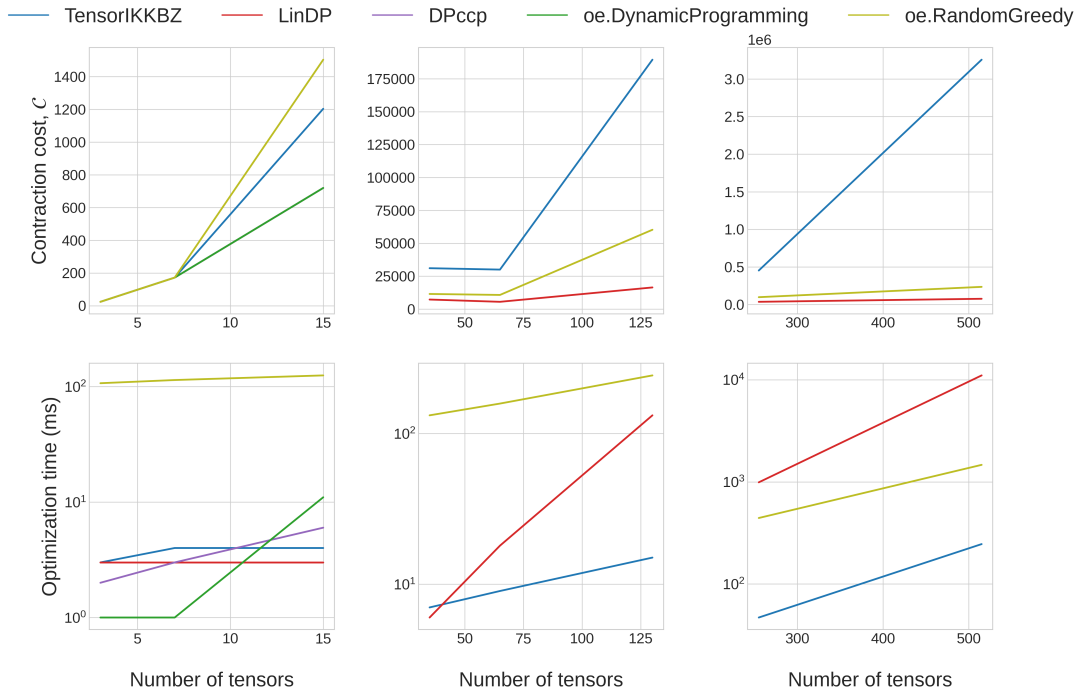 TensorIKKBZ LinDP DPccp oe.DynamicProgramming oe.RandomGreedy
Contraction cost, 𝒞
1400
1200
1000
800
600
400
200
0
5 10 15
175000
150000
125000
100000
75000
50000
25000
0
50 75 100 125
1e6
3.0
2.5
2.0
1.5
1.0
0.5
0.0
300 400 500
Optimization time (ms)
10²
10¹
10⁰
5 10 15
Number of tensors
10²
10¹
50 75 100 125
Number of tensors
10⁴
10³
10²
300 400 500
Number of tensors